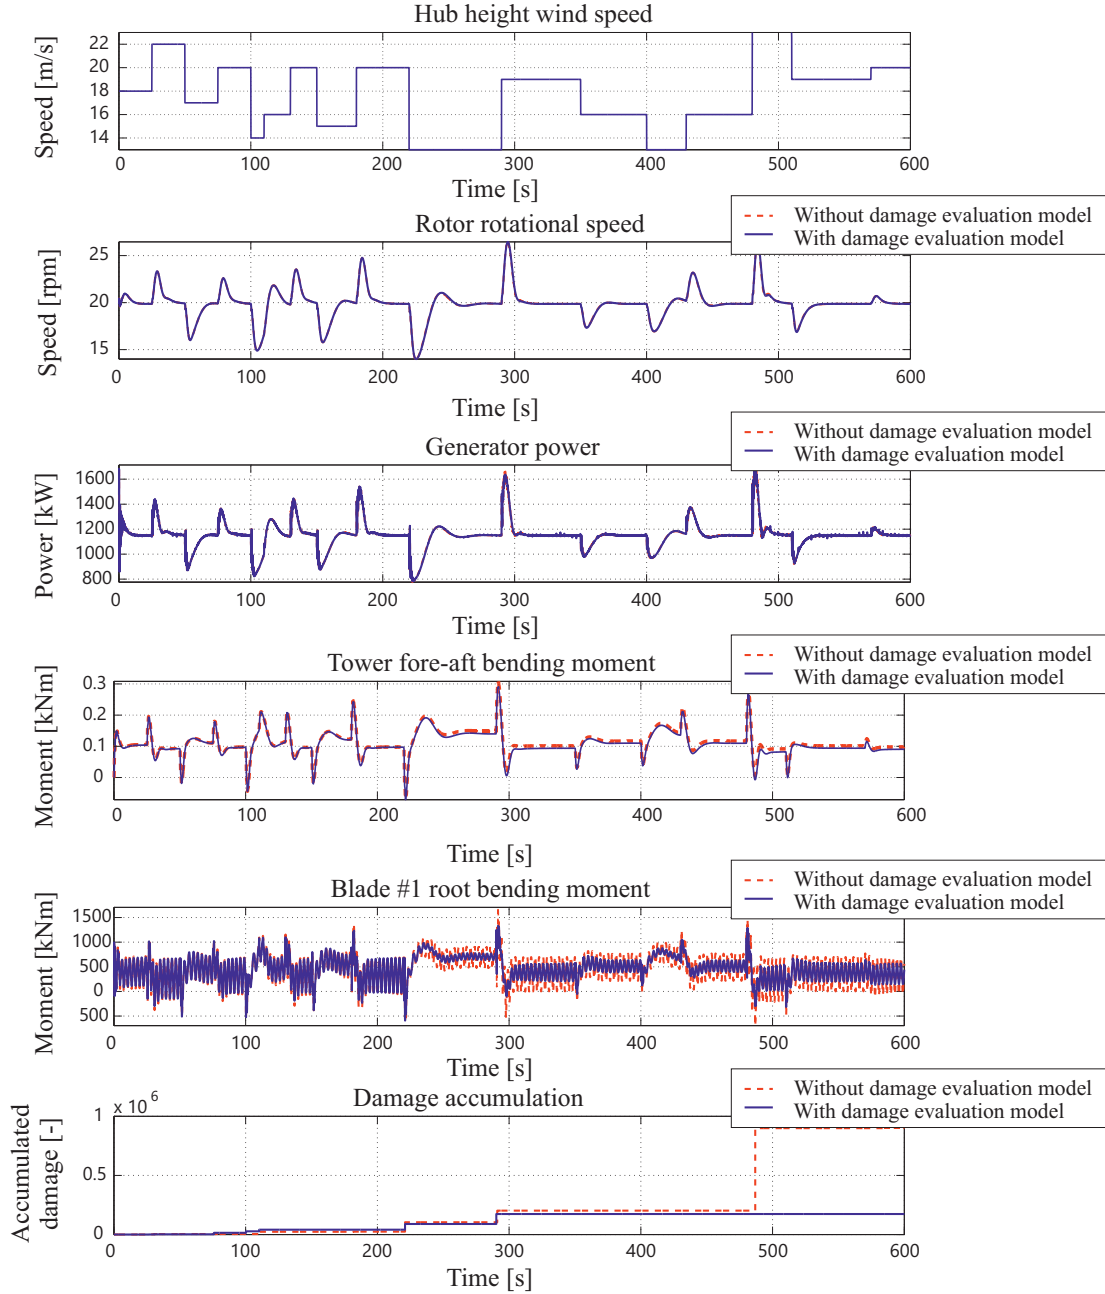 Hub height wind speed
Speed [m/s]
22
20
18
16
14
0 100 200 300 400 500 600
Time [s]
Without damage evaluation model
With damage evaluation model
Rotor rotational speed
Speed [rpm]
25
20
15
0 100 200 300 400 500 600
Time [s]
Without damage evaluation model
With damage evaluation model
Generator power
Power [kW]
1600
1400
1200
1000
800
0 100 200 300 400 500 600
Time [s]
Without damage evaluation model
With damage evaluation model
Tower fore-aft bending moment
Moment [kNm]
0.3
0.2
0.1
0
0 100 200 300 400 500 600
Time [s]
Without damage evaluation model
With damage evaluation model
Blade #1 root bending moment
Moment [kNm]
1500
1000
500
0
500
0 100 200 300 400 500 600
Time [s]
Without damage evaluation model
With damage evaluation model
Damage accumulation
x 10 6
Accumulated
damage [-]
1
0.5
0
0 100 200 300 400 500 600
Time [s]